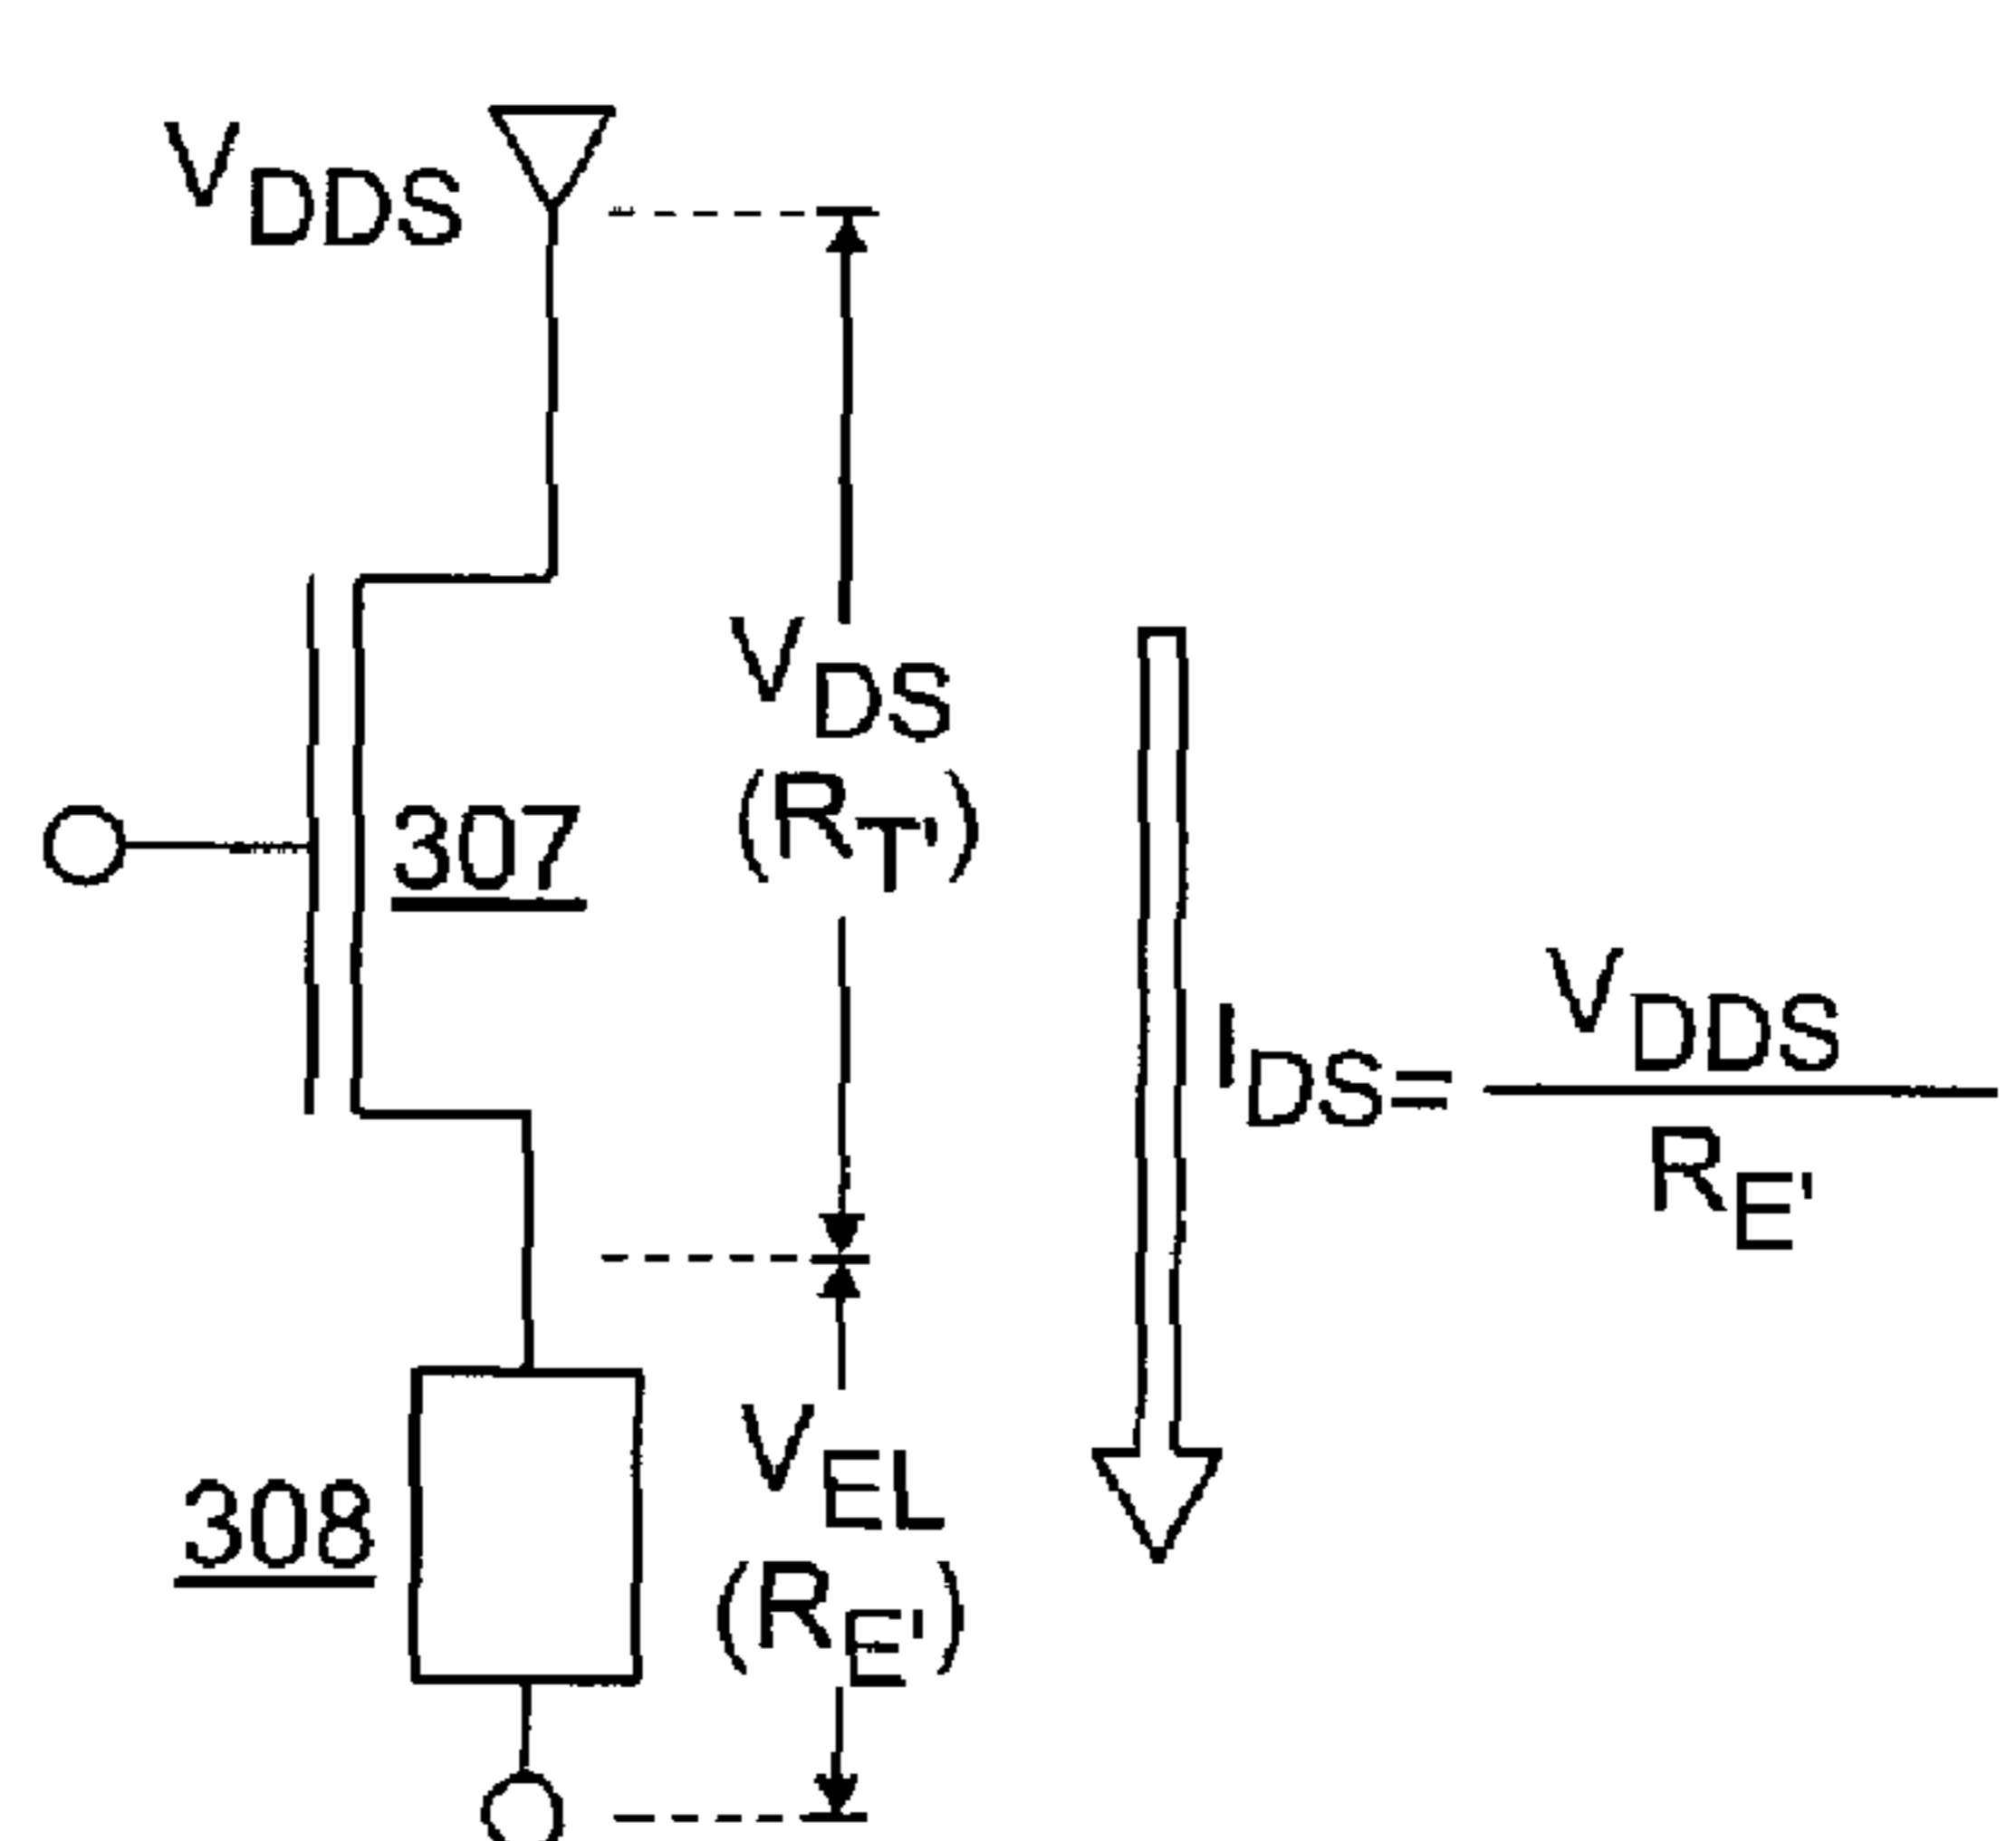 VDDS
VDS
(RT')
307
IDS= VDDS
RE'
VEL
308
(RE')